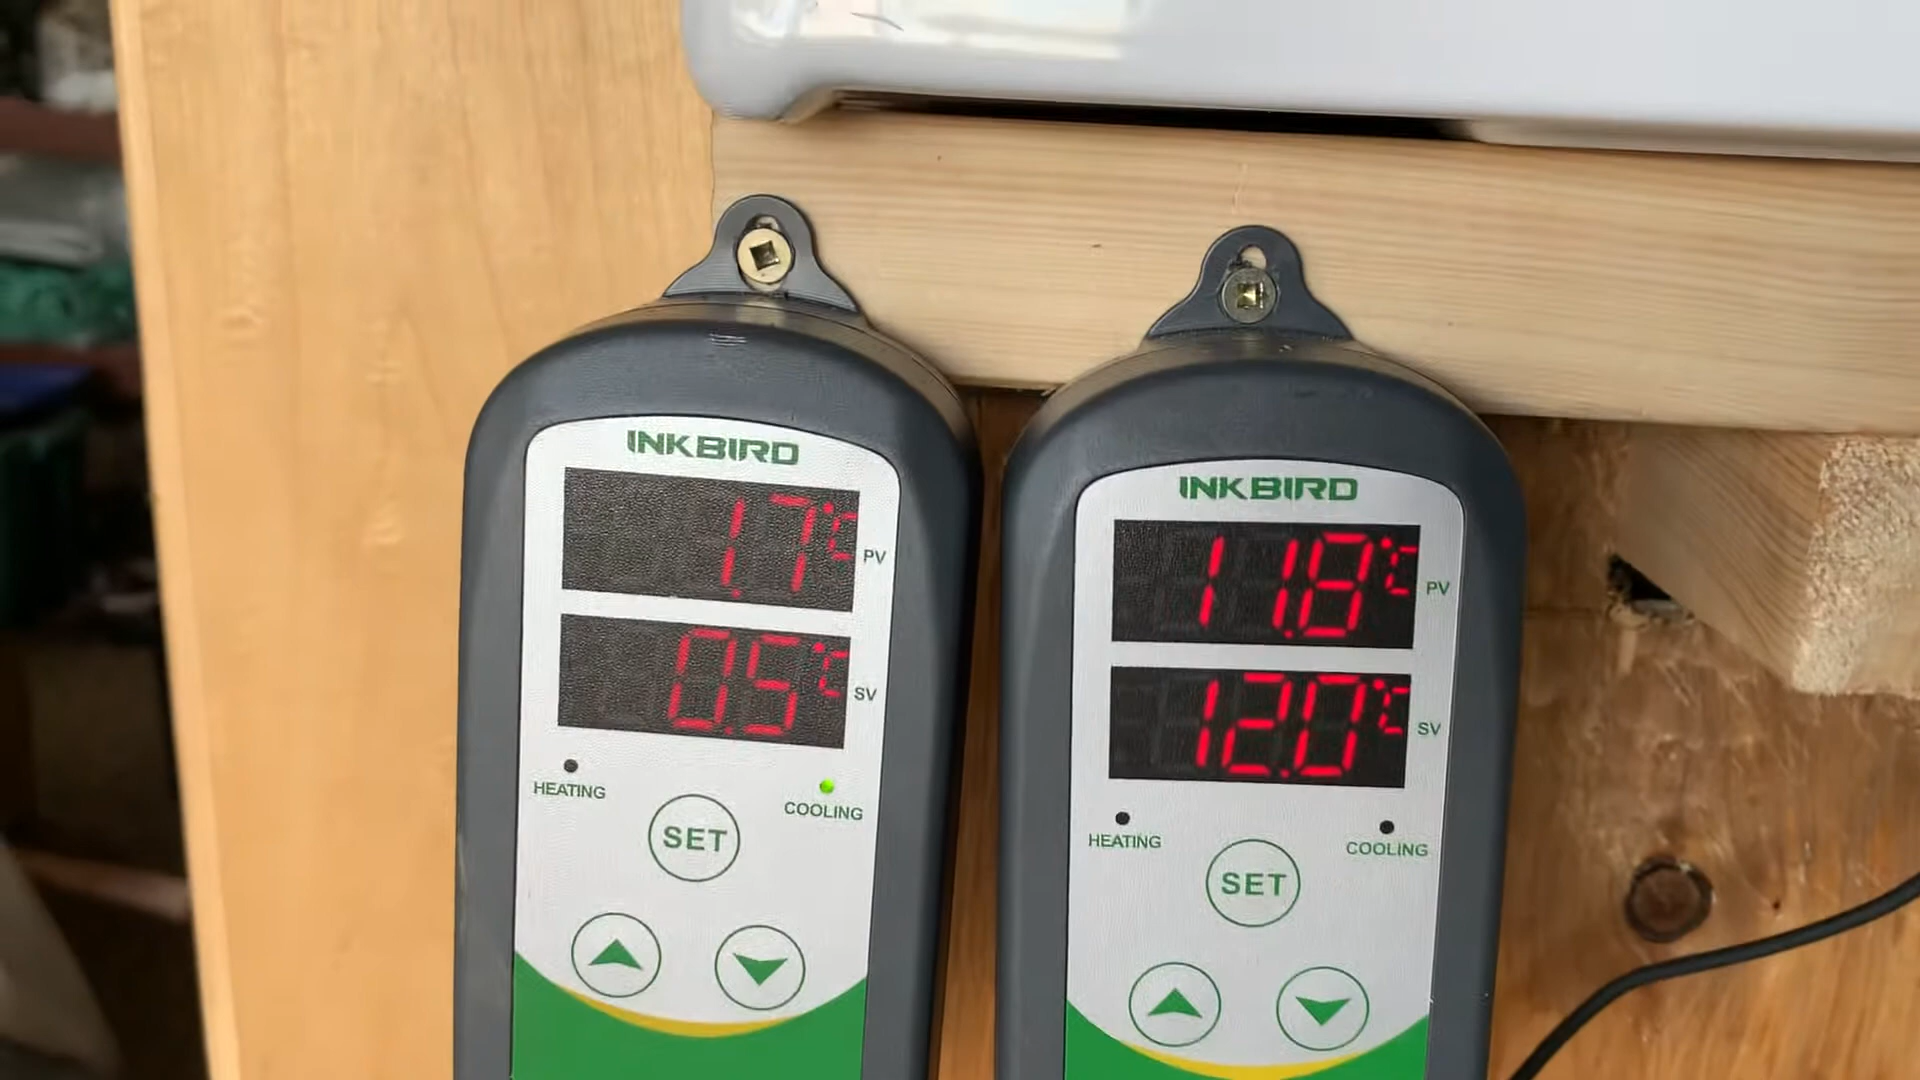 INKBIRD
1.7°C PV
0.5°C SV
HEATING
COOLING
SET
INKBIRD
11.8°C PV
12.0°C SV
HEATING
COOLING
SET